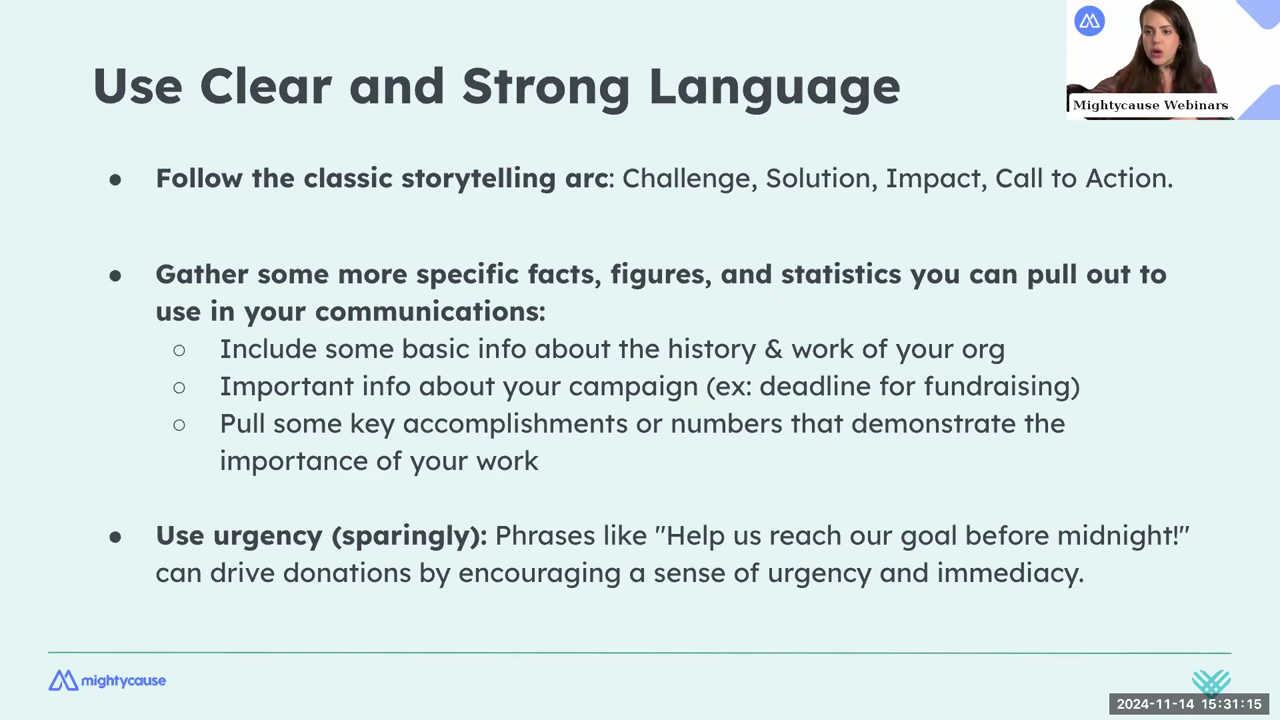 Use Clear and Strong Language
Mightycause Webinars
● Follow the classic storytelling arc: Challenge, Solution, Impact, Call to Action.
● Gather some more specific facts, figures, and statistics you can pull out to
use in your communications:
○ Include some basic info about the history & work of your org
○ Important info about your campaign (ex: deadline for fundraising)
○ Pull some key accomplishments or numbers that demonstrate the
importance of your work
● Use urgency (sparingly): Phrases like "Help us reach our goal before midnight!"
can drive donations by encouraging a sense of urgency and immediacy.
mightycause
2024-11-14 15:31:15